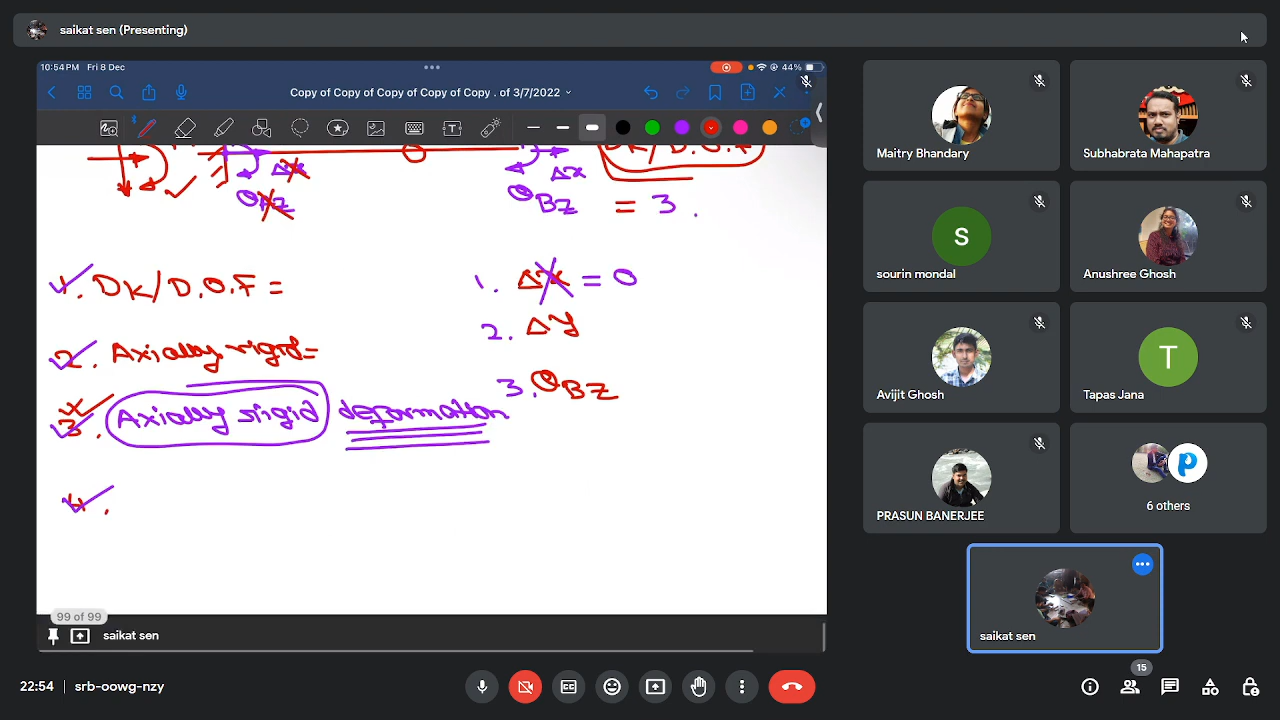 saikat sen (Presenting)
10:54 PM Fri 8 Dec
44%
Copy of Copy of Copy of Copy of Copy . of 3/7/2022
DK/D.O.F
ΔX
ΔX
θBZ
θBZ = 3.
1. DK/D.O.F =
1. ΔX = 0
2. ΔY
2. Axially rigid=
3. θBZ
3. Axially rigid deformation
4.
99 of 99
saikat sen
Maitry Bhandary
Subhabrata Mahapatra
S
sourin mondal
Anushree Ghosh
Avijit Ghosh
T
Tapas Jana
PRASUN BANERJEE
P
6 others
saikat sen
22:54 | srb-oowg-nzy
15